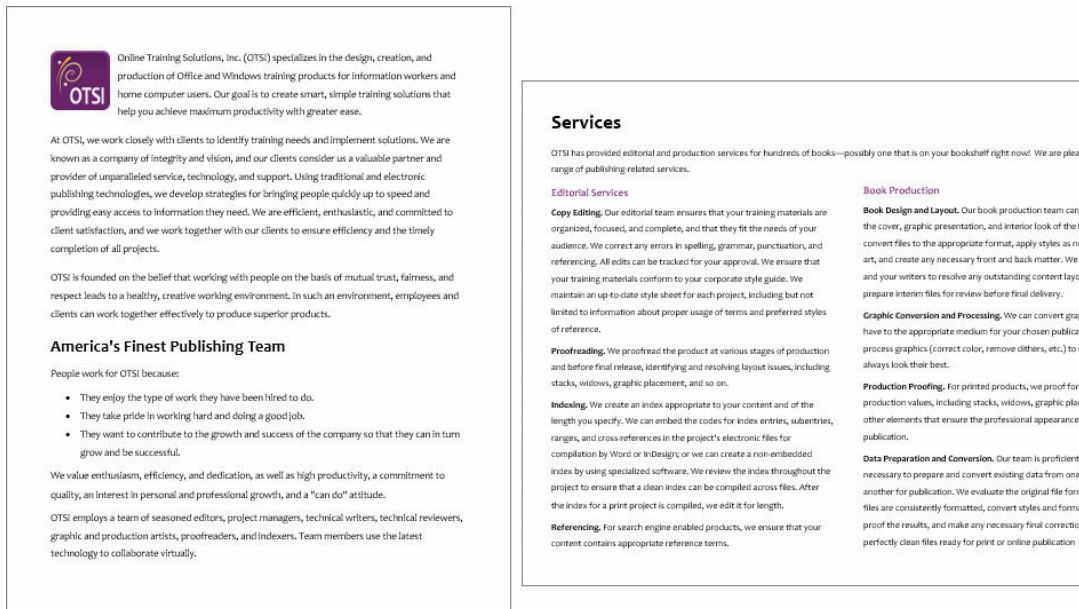 OTSI
Online Training Solutions, Inc. (OTSI) specializes in the design, creation, and
production of Office and Windows training products for information workers and
home computer users. Our goal is to create smart, simple training solutions that
help you achieve maximum productivity with greater ease.
At OTSI, we work closely with clients to identify training needs and implement solutions. We are
known as a company of integrity and vision, and our clients consider us a valuable partner and
provider of unparalleled service, technology, and support. Using traditional and electronic
publishing technologies, we develop strategies for bringing people quickly up to speed and
providing easy access to information they need. We are efficient, enthusiastic, and committed to
client satisfaction, and we work together with our clients to ensure efficiency and the timely
completion of all projects.
OTSI is founded on the belief that working with people on the basis of mutual trust, fairness, and
respect leads to a healthy, creative working environment. In such an environment, employees and
clients can work together effectively to produce superior products.
America's Finest Publishing Team
People work for OTSI because:
• They enjoy the type of work they have been hired to do.
• They take pride in working hard and doing a good job.
• They want to contribute to the growth and success of the company so that they can in turn
grow and be successful.
We value enthusiasm, efficiency, and dedication, as well as high productivity, a commitment to
quality, an interest in personal and professional growth, and a "can do" attitude.
OTSI employs a team of seasoned editors, project managers, technical writers, technical reviewers,
graphic and production artists, proofreaders, and indexers. Team members use the latest
technology to collaborate virtually.
Services
OTSI has provided editorial and production services for hundreds of books—possibly one that is on your bookshelf right now! We are plea
range of publishing-related services.
Editorial Services
Copy Editing. Our editorial team ensures that your training materials are
organized, focused, and complete, and that they fit the needs of your
audience. We correct any errors in spelling, grammar, punctuation, and
referencing. All edits can be tracked for your approval. We ensure that
your training materials conform to your corporate style guide. We
maintain an up-to-date style sheet for each project, including but not
limited to information about proper usage of terms and preferred styles
of reference.
Proofreading. We proofread the product at various stages of production
and before final release, identifying and resolving layout issues, including
stacks, widows, graphic placement, and so on.
Indexing. We create an index appropriate to your content and of the
length you specify. We can embed the codes for index entries, subentries,
ranges, and cross-references in the project's electronic files for
compilation by Word or InDesign; or we can create a non-embedded
index by using specialized software. We review the index throughout the
project to ensure that a clean index can be compiled across files. After
the index for a print project is compiled, we edit it for length.
Referencing. For search engine enabled products, we ensure that your
content contains appropriate reference terms.
Book Production
Book Design and Layout. Our book production team can
the cover, graphic presentation, and interior look of the
convert files to the appropriate format, apply styles as
art, and create any necessary front and back matter. We
and your writers to resolve any outstanding content
prepare interim files for review before final delivery.
Graphic Conversion and Processing. We can convert
have to the appropriate medium for your chosen
process graphics (correct color, remove dithers, etc.) to
always look their best.
Production Proofing. For printed products, we proof for
production values, including stacks, widows, graphic
other elements that ensure the professional appearance
publication.
Data Preparation and Conversion. Our team is proficient
necessary to prepare and convert existing data from one
another for publication. We evaluate the original file
files are consistently formatted, convert styles and
proof the results, and make any necessary final
perfectly clean files ready for print or online publication